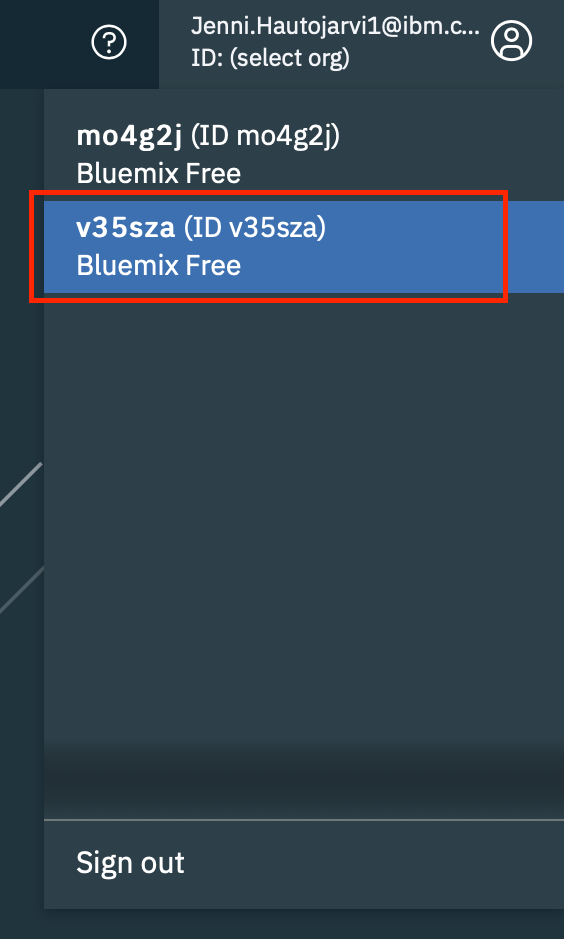 Jenni.Hautojarvi1@ibm.c...
ID: (select org)
mo4g2j (ID mo4g2j)
Bluemix Free
v35sza (ID v35sza)
Bluemix Free
Sign out